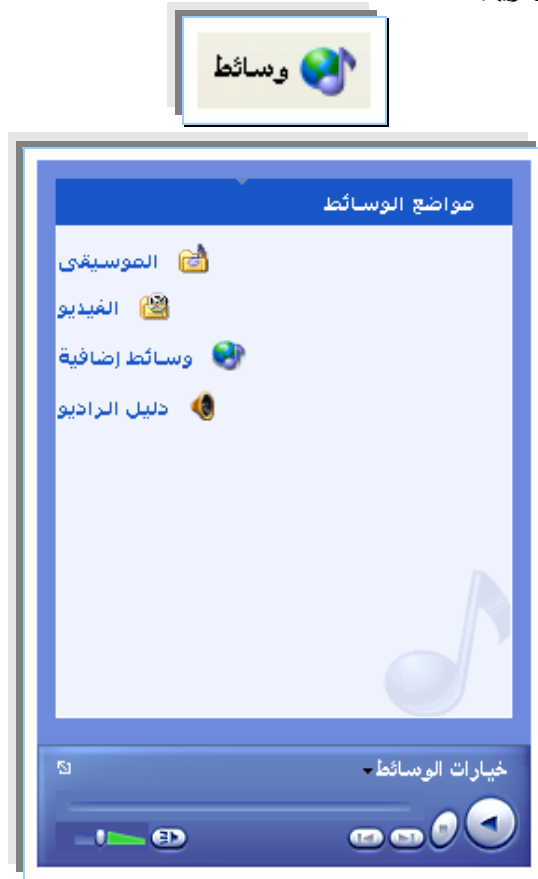 وسائط
مواضع الوسائط
الموسيقى
الفيديو
وسائط إضافية
دليل الراديو
خيارات الوسائط